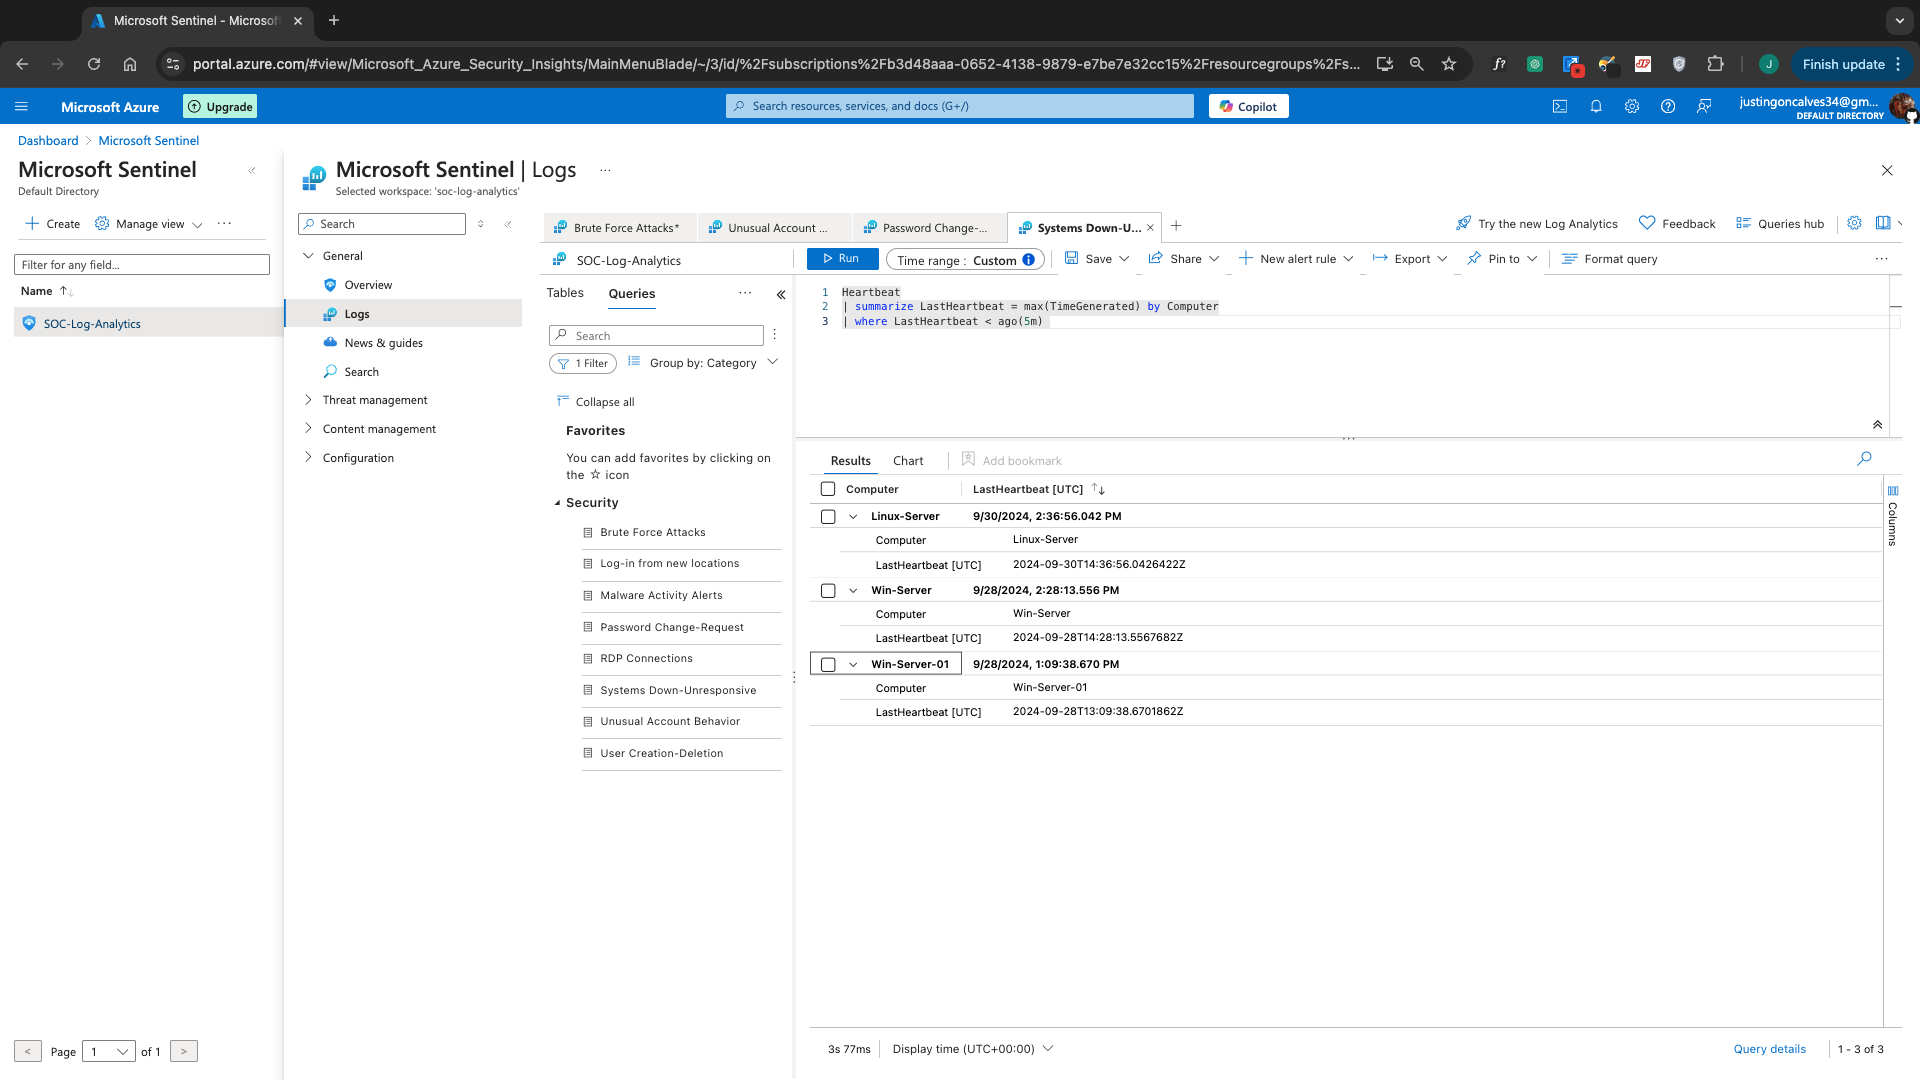 Microsoft Sentinel - Microsof
portal.azure.com/#view/Microsoft_Azure_Security_Insights/MainMenuBlade/~/3/id/%2Fsubscriptions%2Fb3d48aaa-0652-4138-9879-e7be7e32cc15%2Fresourcegroups%2Fs...
f?
J
Finish update
Microsoft Azure
Upgrade
Search resources, services, and docs (G+/)
Copilot
justingoncalves34@gm...
DEFAULT DIRECTORY
Dashboard > Microsoft Sentinel
Microsoft Sentinel
Default Directory
Create
Manage view
Filter for any field...
Name
SOC-Log-Analytics
< Page 1 of 1 >
Microsoft Sentinel | Logs
Selected workspace: 'soc-log-analytics'
Search
General
Overview
Logs
News & guides
Search
Threat management
Content management
Configuration
Brute Force Attacks*
Unusual Account ...
Password Change-...
Systems Down-U...
Try the new Log Analytics
Feedback
Queries hub
SOC-Log-Analytics
Run
Time range : Custom
Save
Share
New alert rule
Export
Pin to
Format query
Tables
Queries
Search
1 Filter
Group by: Category
Collapse all
Favorites
You can add favorites by clicking on
the ☆ icon
Security
Brute Force Attacks
Log-in from new locations
Malware Activity Alerts
Password Change-Request
RDP Connections
Systems Down-Unresponsive
Unusual Account Behavior
User Creation-Deletion
1 Heartbeat
2 | summarize LastHeartbeat = max(TimeGenerated) by Computer
3 | where LastHeartbeat < ago(5m)
Results
Chart
Add bookmark
Computer
LastHeartbeat [UTC]
Linux-Server 9/30/2024, 2:36:56.042 PM
Computer Linux-Server
LastHeartbeat [UTC] 2024-09-30T14:36:56.0426422Z
Win-Server 9/28/2024, 2:28:13.556 PM
Computer Win-Server
LastHeartbeat [UTC] 2024-09-28T14:28:13.5567682Z
Win-Server-01 9/28/2024, 1:09:38.670 PM
Computer Win-Server-01
LastHeartbeat [UTC] 2024-09-28T13:09:38.6701862Z
Columns
3s 77ms
Display time (UTC+00:00)
Query details
1 - 3 of 3